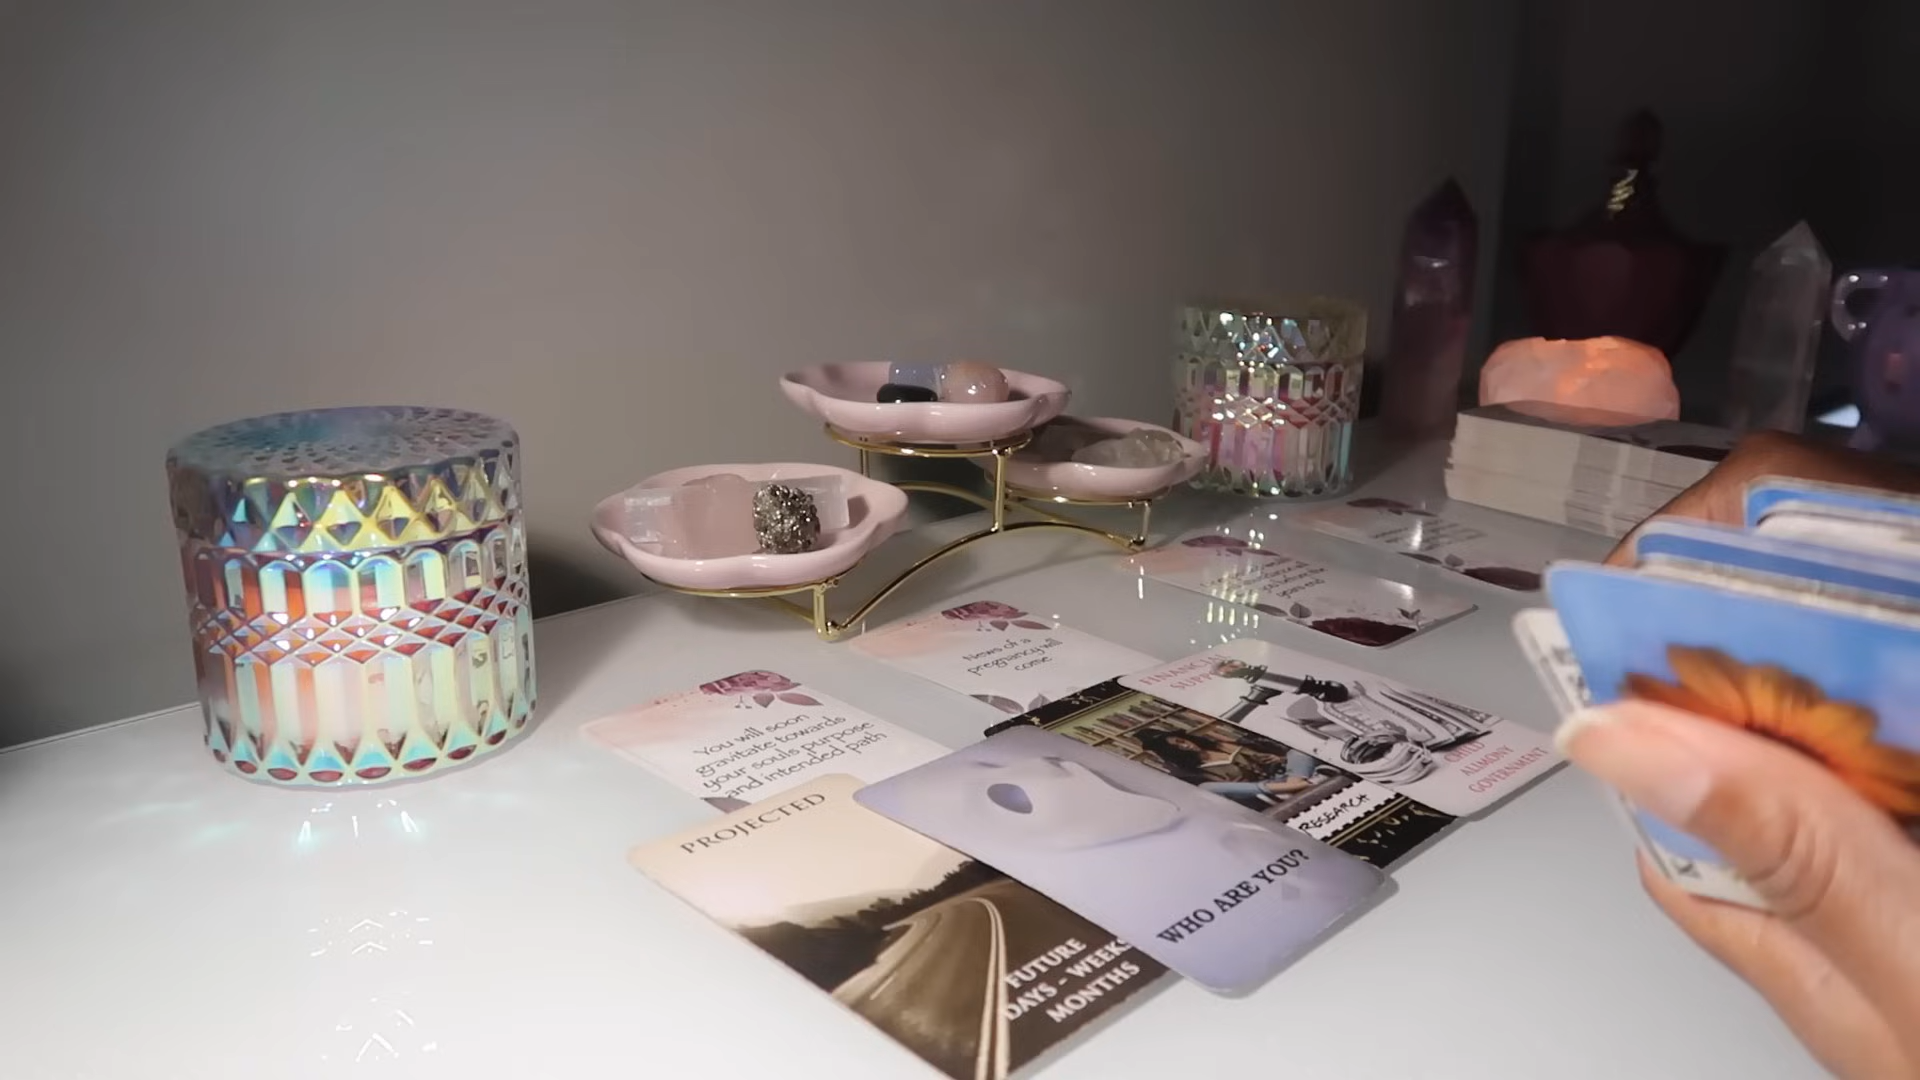 News of a
pregnancy will
come
FINANCIAL
SUPPORT
CHILD
ALIMONY
GOVERNMENT
You will soon
gravitate towards
your souls purpose
and intended path
RESEARCH
PROJECTED
FUTURE
DAYS - WEEKS
MONTHS
WHO ARE YOU?